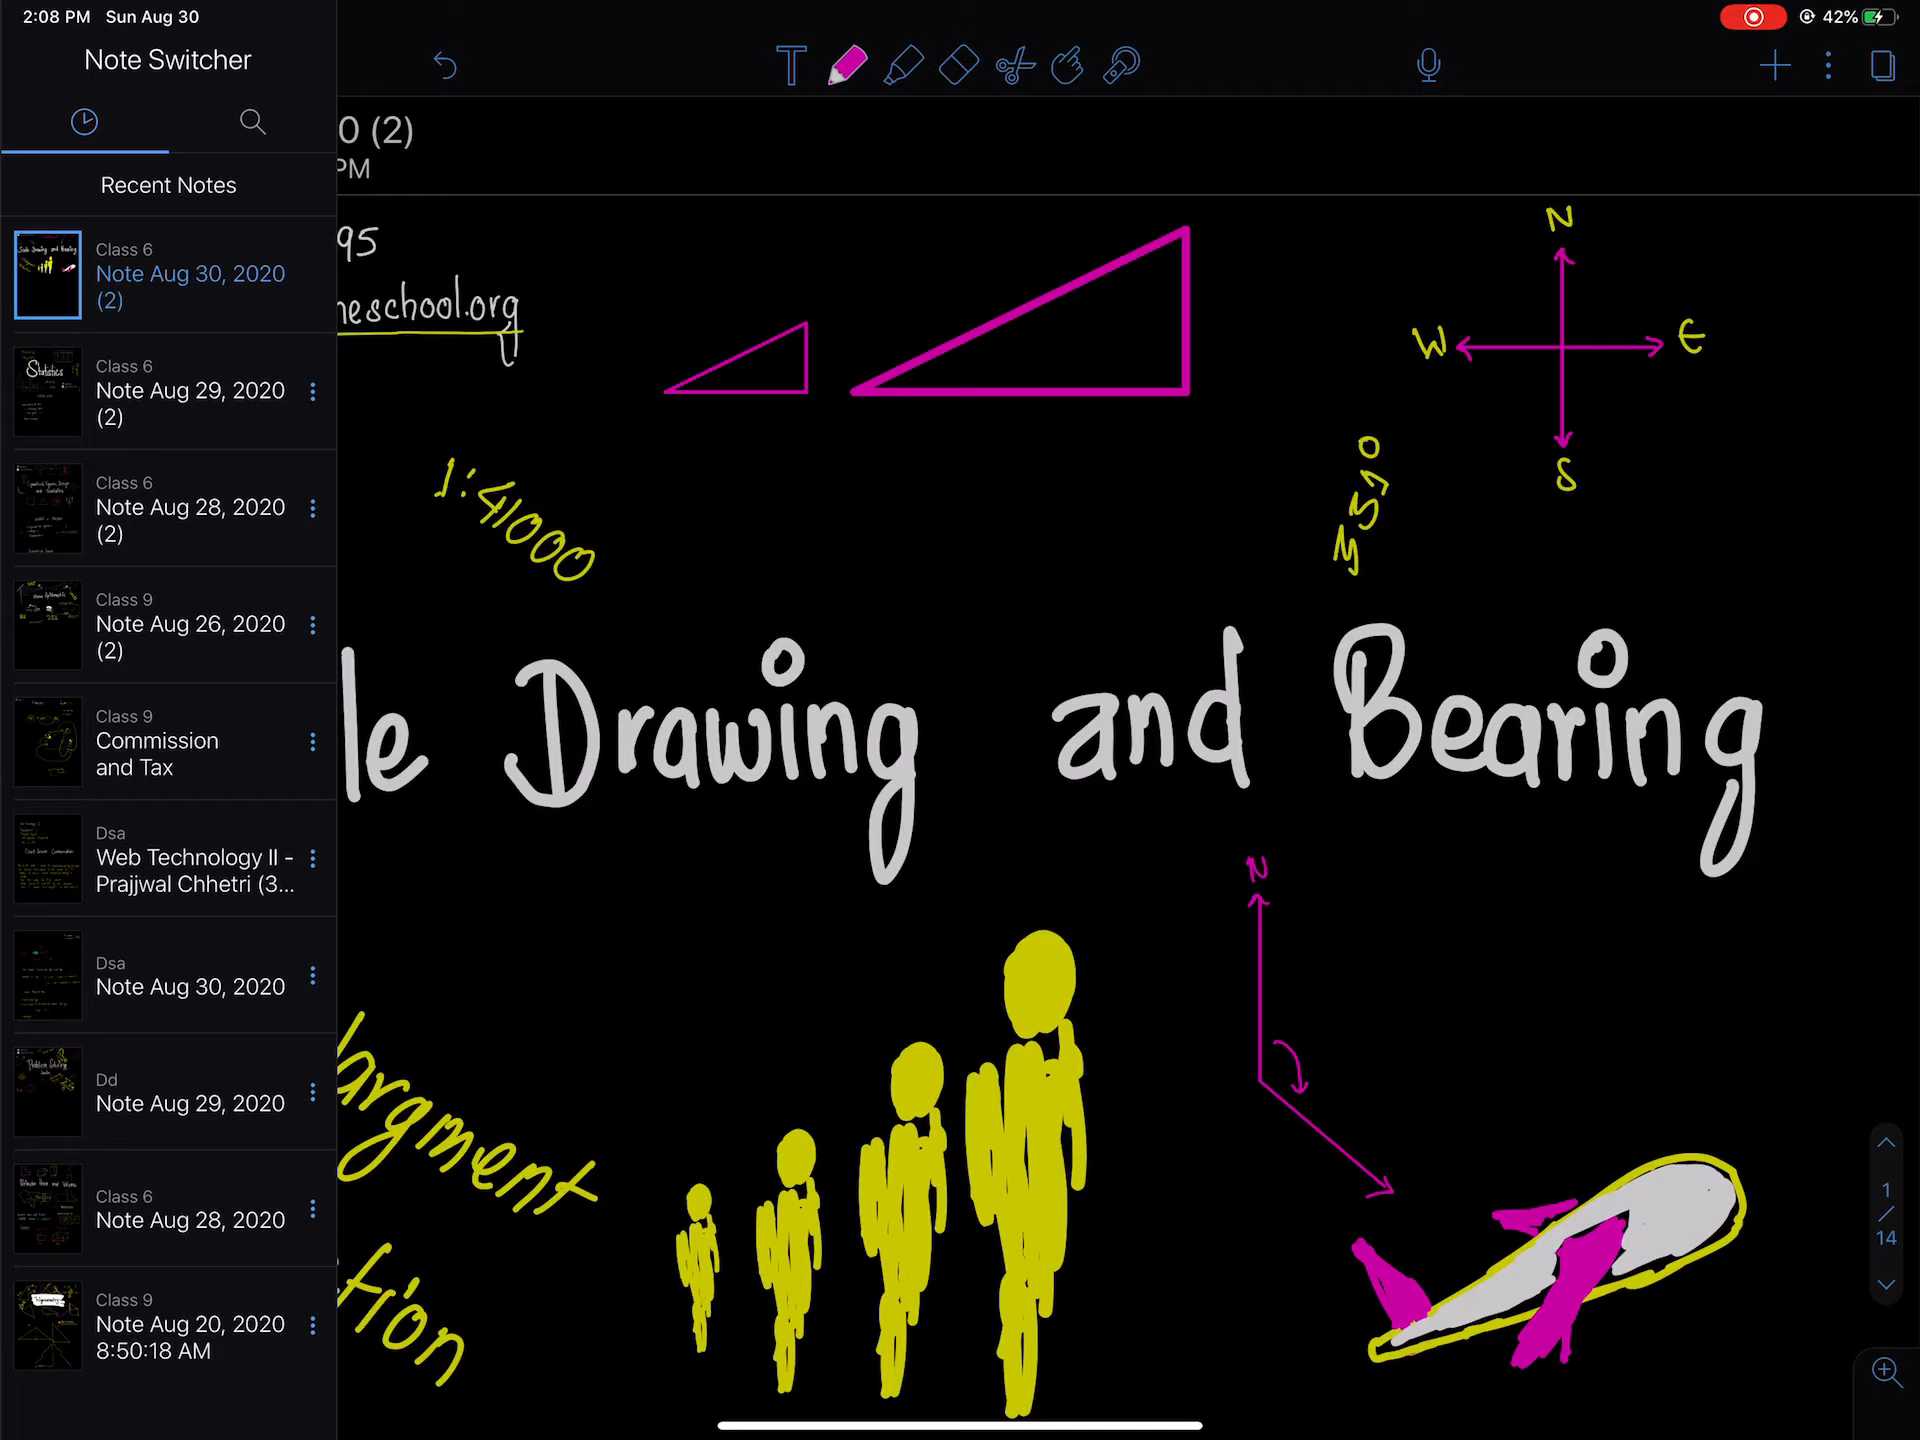 2:08 PM Sun Aug 30
42%
Note Switcher
T
Recent Notes
Class 6
Note Aug 30, 2020
(2)
Class 6
Note Aug 29, 2020
(2)
Class 6
Note Aug 28, 2020
(2)
Class 9
Note Aug 26, 2020
(2)
Class 9
Commission
and Tax
Dsa
Web Technology II -
Prajjwal Chhetri (3...
Dsa
Note Aug 30, 2020
Dd
Note Aug 29, 2020
Class 6
Note Aug 28, 2020
Class 9
Note Aug 20, 2020
8:50:18 AM
0 (2)
PM
95
neschool.org
N
W
E
S
1:41000
le Drawing and Bearing
N
largment
tion
1
/
14
Statistics